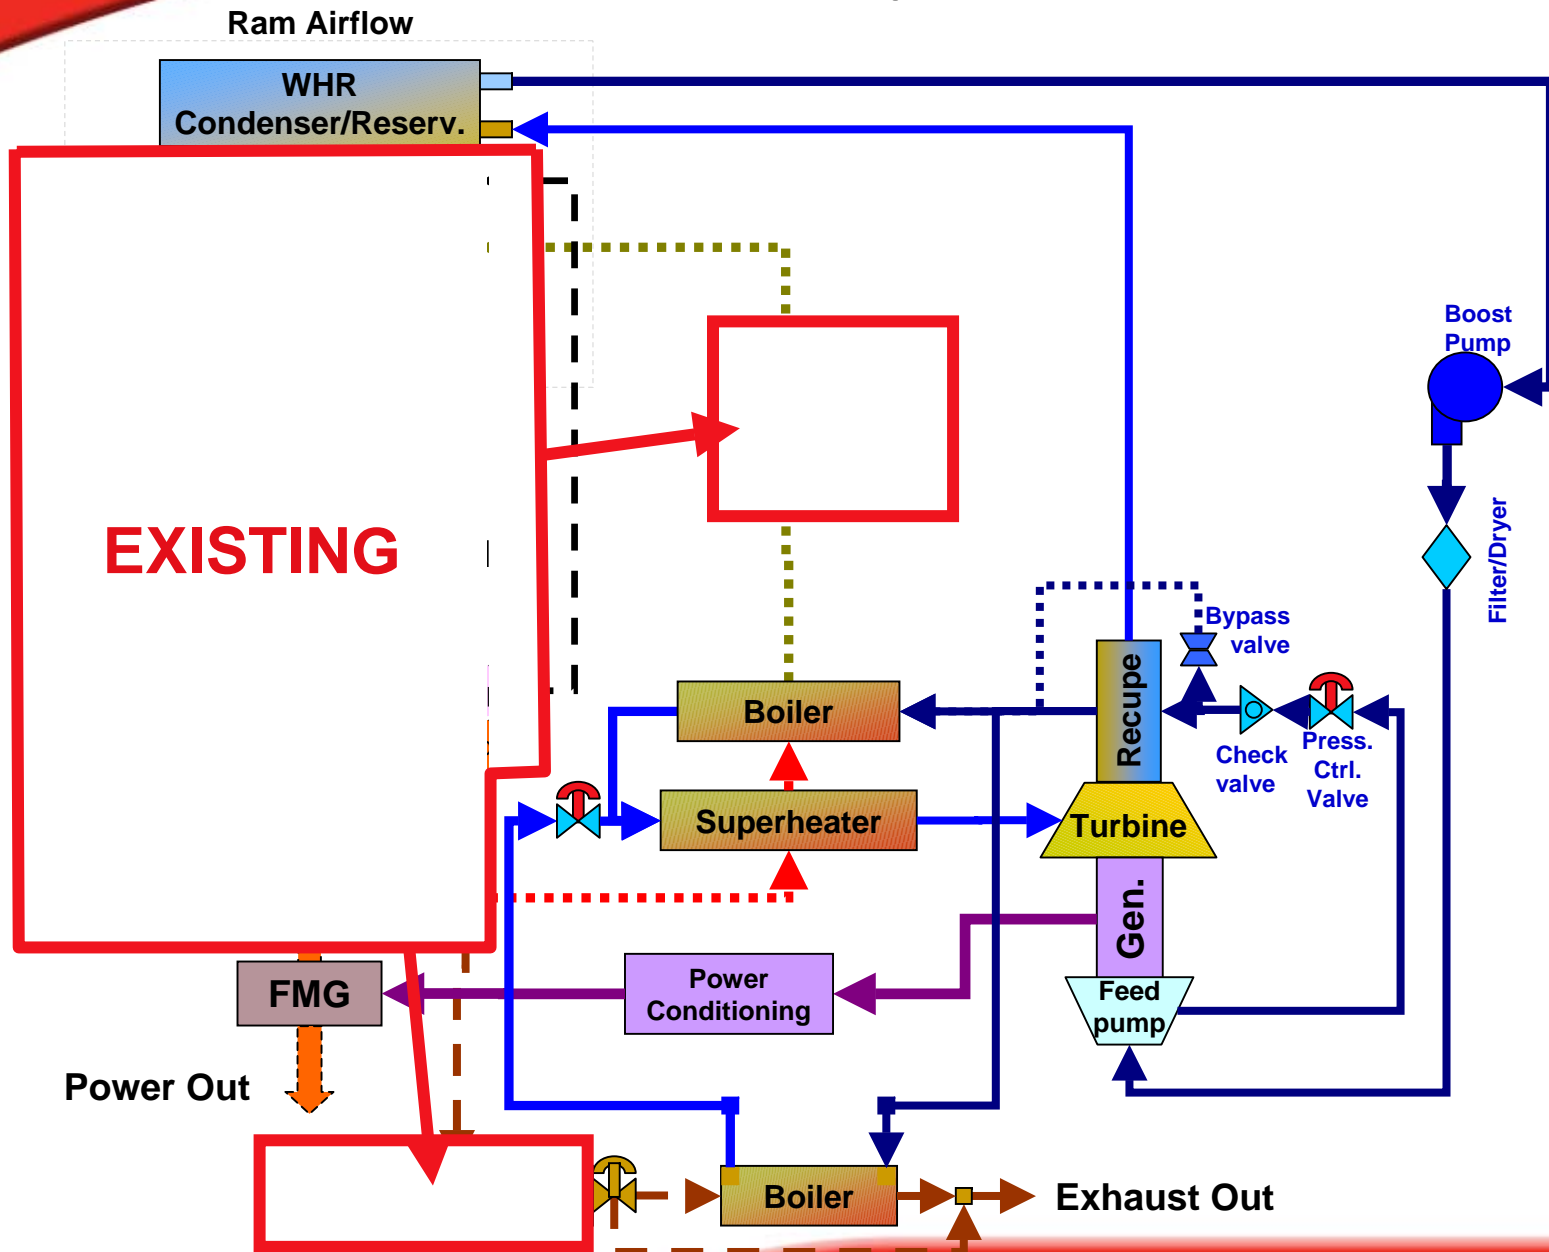 Ram Airflow
WHR
Condenser/Reserv.
Boost
Pump
EXISTING
Filter/Dryer
Bypass
valve
Recupe
Boiler
Check
valve
Press.
Ctrl.
Valve
Superheater
Turbine
Gen.
FMG
Power
Conditioning
Feed
pump
Power Out
Boiler
Exhaust Out